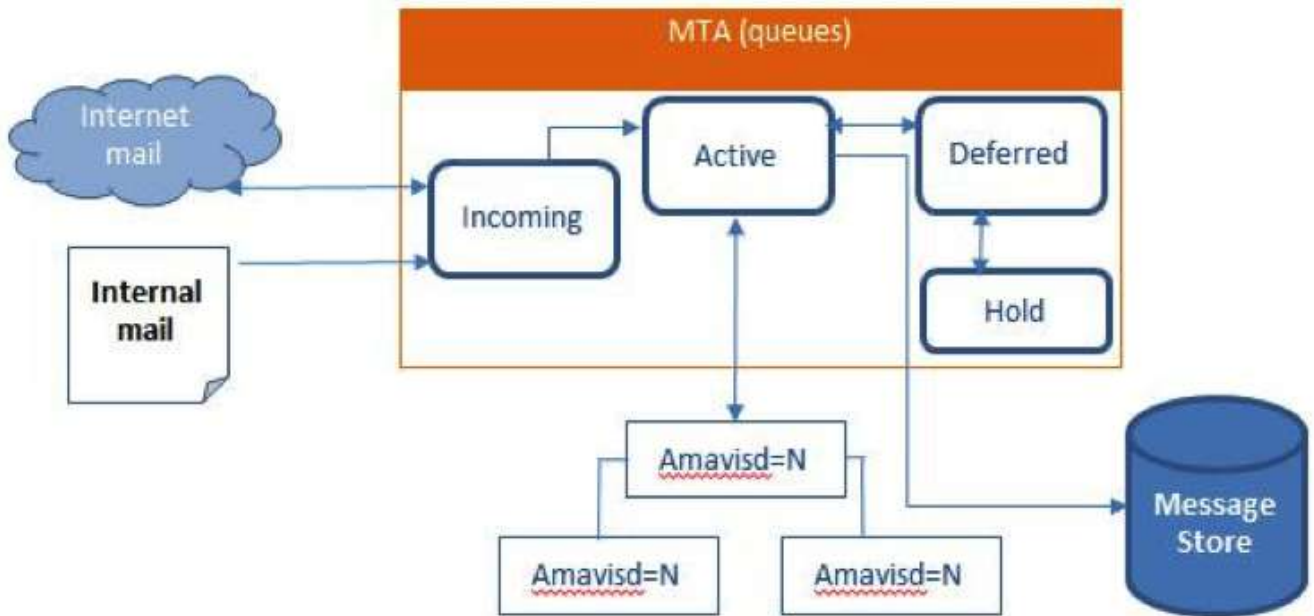 MTA (queues)
Internet
mail
Active
Deferred
Incoming
Internal
mail
Hold
Amavisd=N
Message
Store
Amavisd=N
Amavisd=N